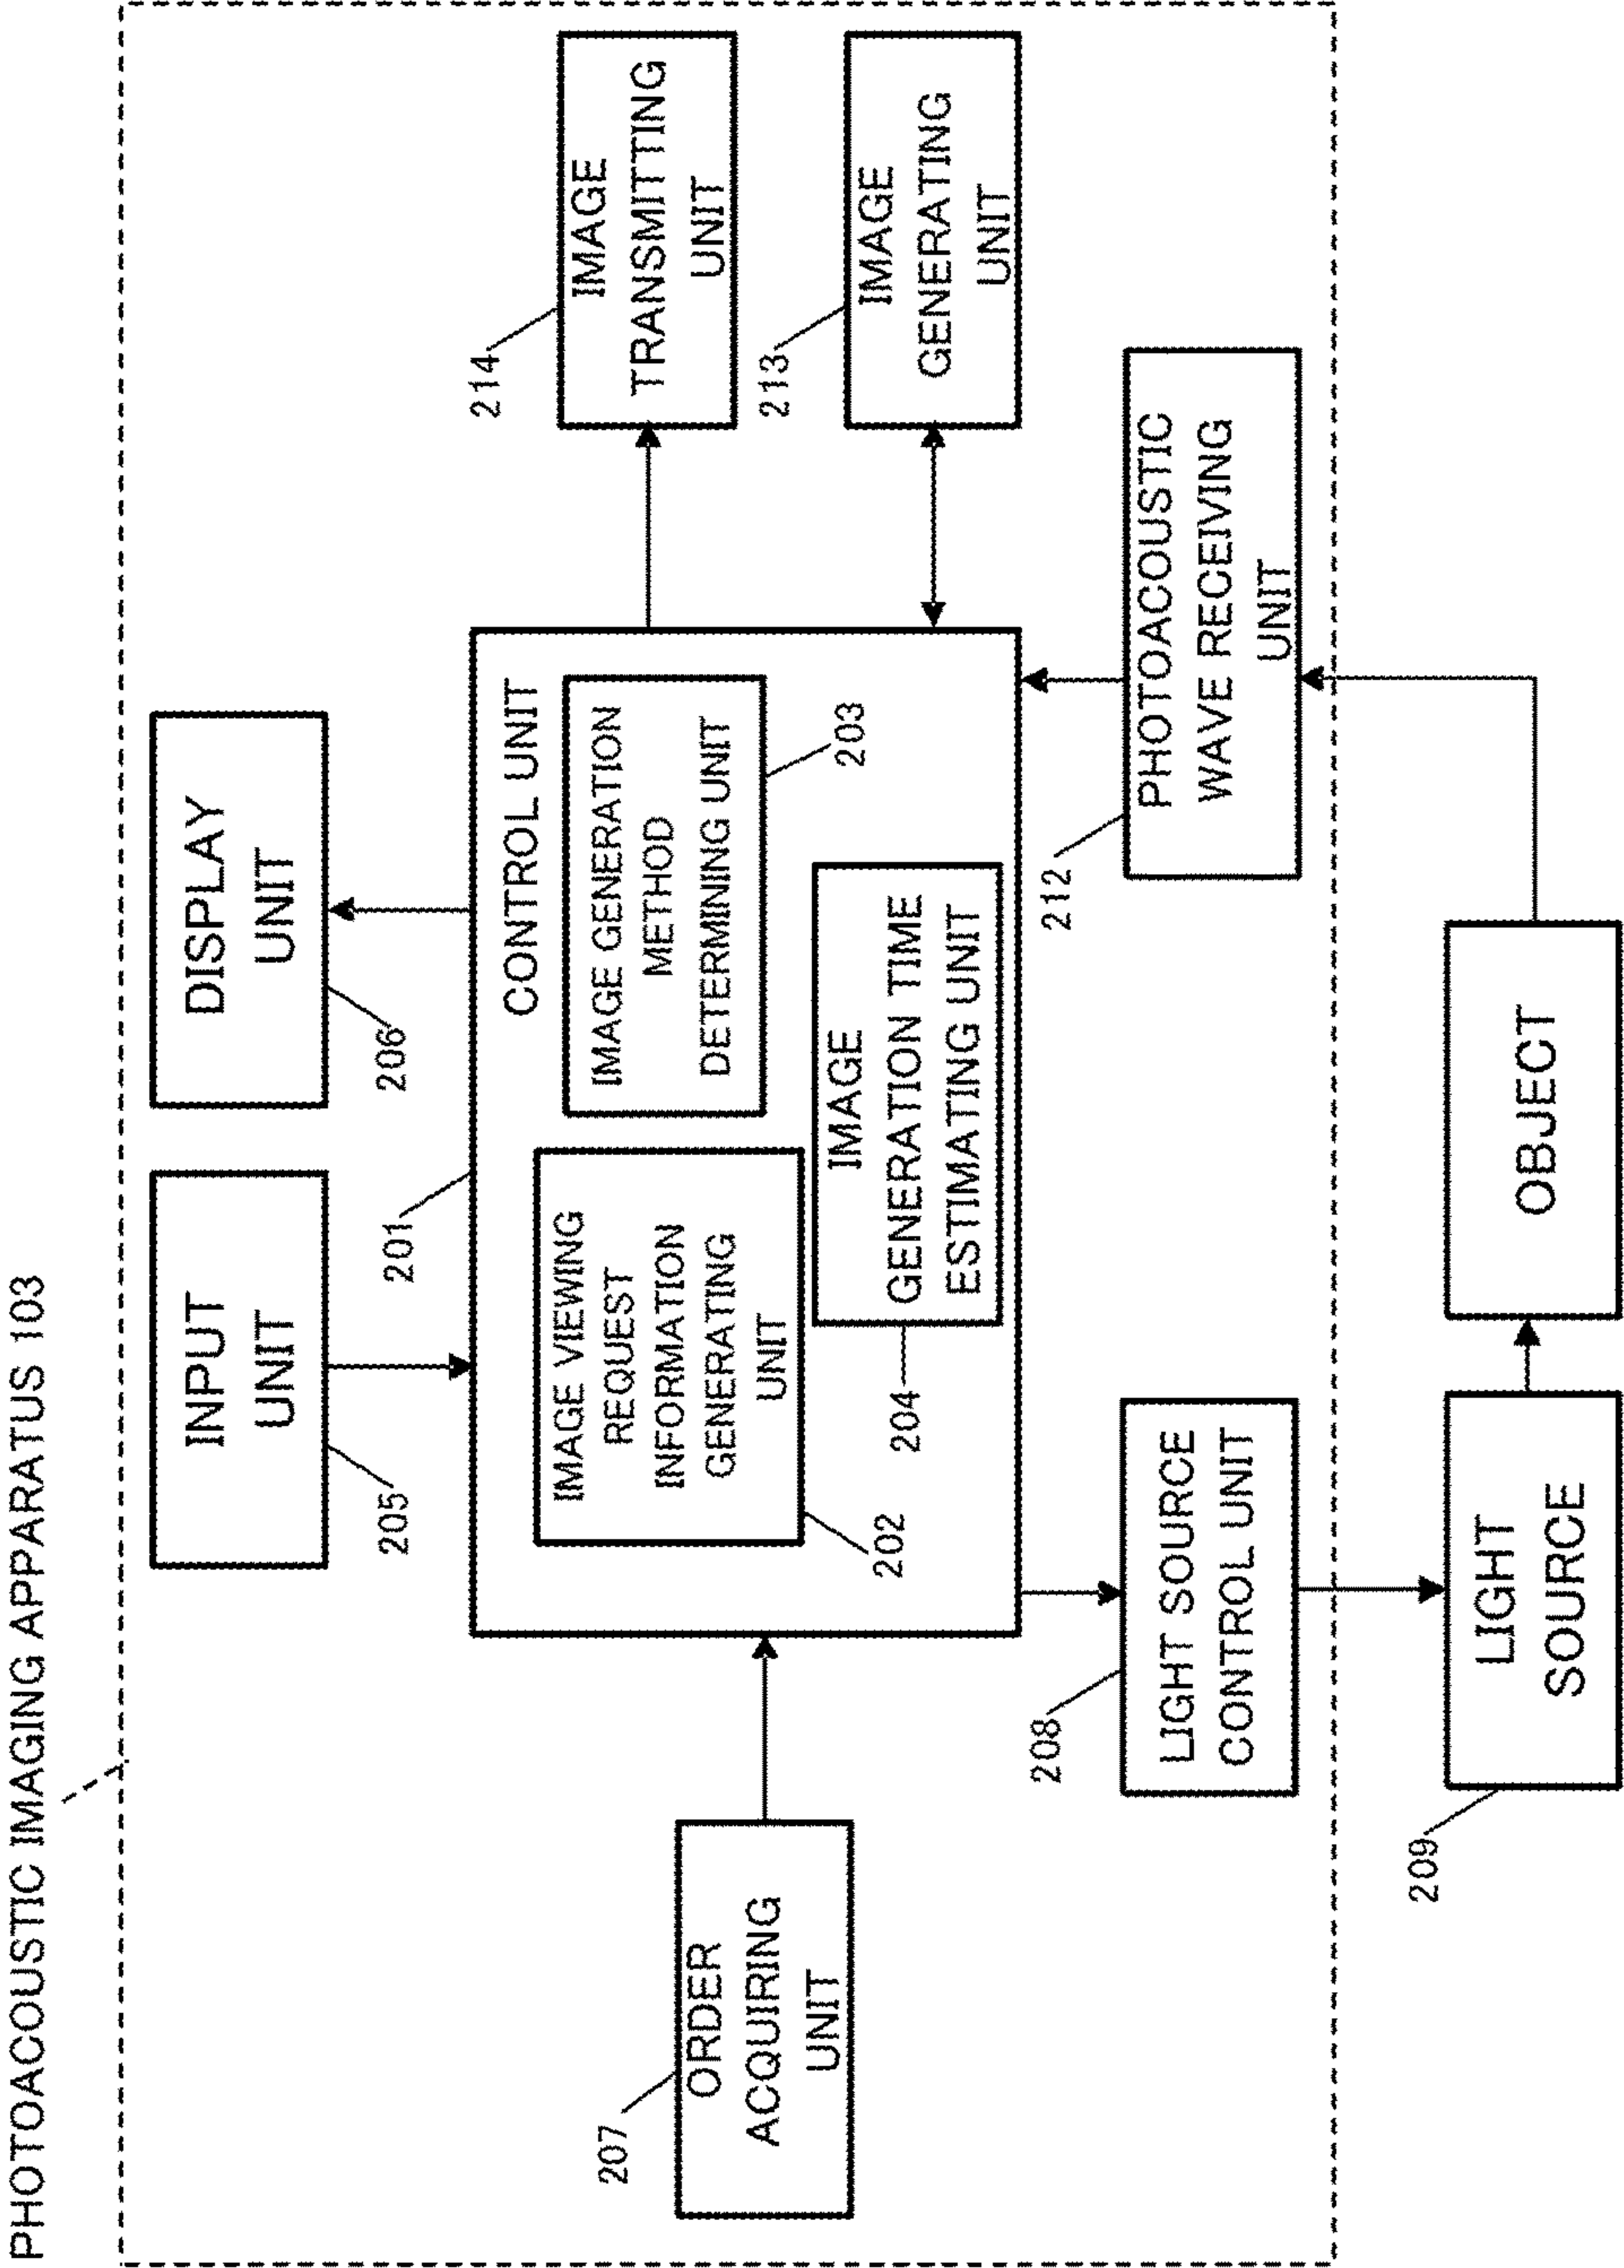 PHOTOACOUSTIC IMAGING APPARATUS 103
INPUT
UNIT
205
DISPLAY
UNIT
206
201
CONTROL UNIT
IMAGE VIEWING
REQUEST
INFORMATION
GENERATING
UNIT
202
IMAGE GENERATION
METHOD
DETERMINING UNIT
203
IMAGE
GENERATION TIME
ESTIMATING UNIT
204
ORDER
ACQUIRING
UNIT
207
IMAGE
TRANSMITTING
UNIT
214
IMAGE
GENERATING
UNIT
213
LIGHT SOURCE
CONTROL UNIT
208
PHOTOACOUSTIC
WAVE RECEIVING
UNIT
212
LIGHT
SOURCE
209
OBJECT